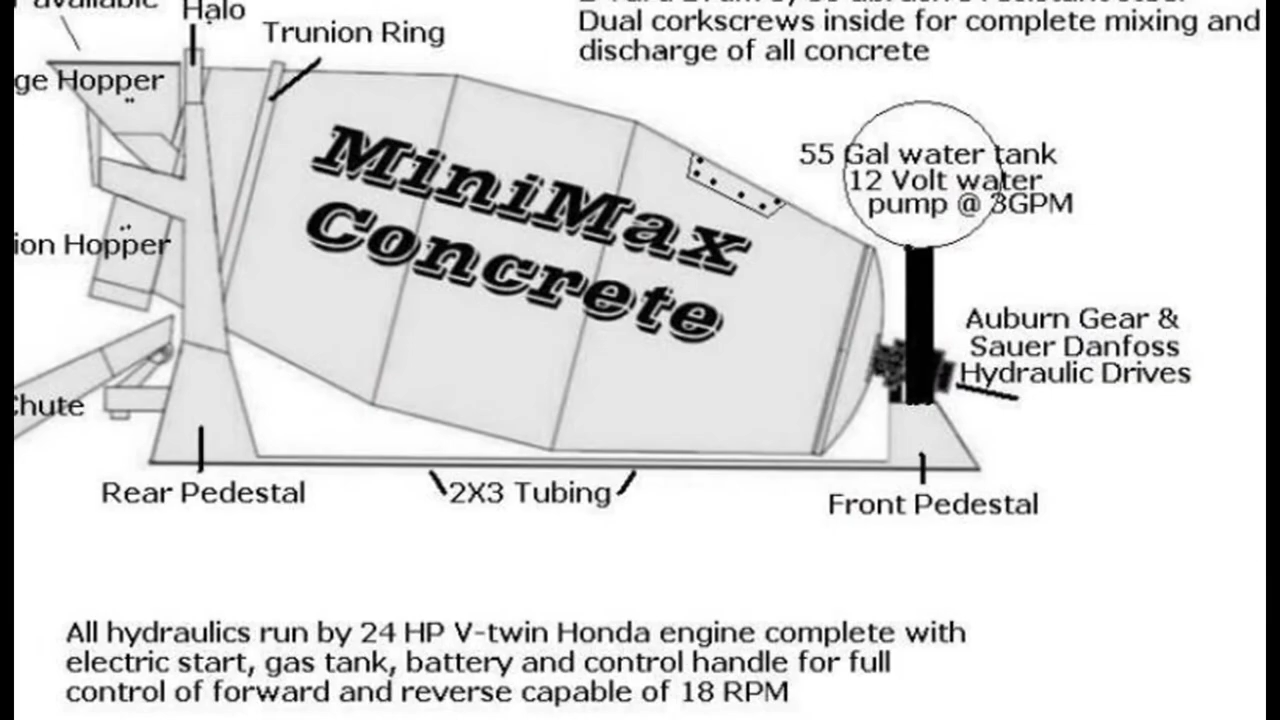 available
Halo
Trunion Ring
Dual corkscrews inside for complete mixing and
discharge of all concrete
ge Hopper
MiniMax
Concrete
55 Gal water tank
12 Volt water
pump @ 3GPM
ion Hopper
Auburn Gear &
Sauer Danfoss
Hydraulic Drives
Chute
Rear Pedestal
2X3 Tubing
Front Pedestal
All hydraulics run by 24 HP V-twin Honda engine complete with
electric start, gas tank, battery and control handle for full
control of forward and reverse capable of 18 RPM